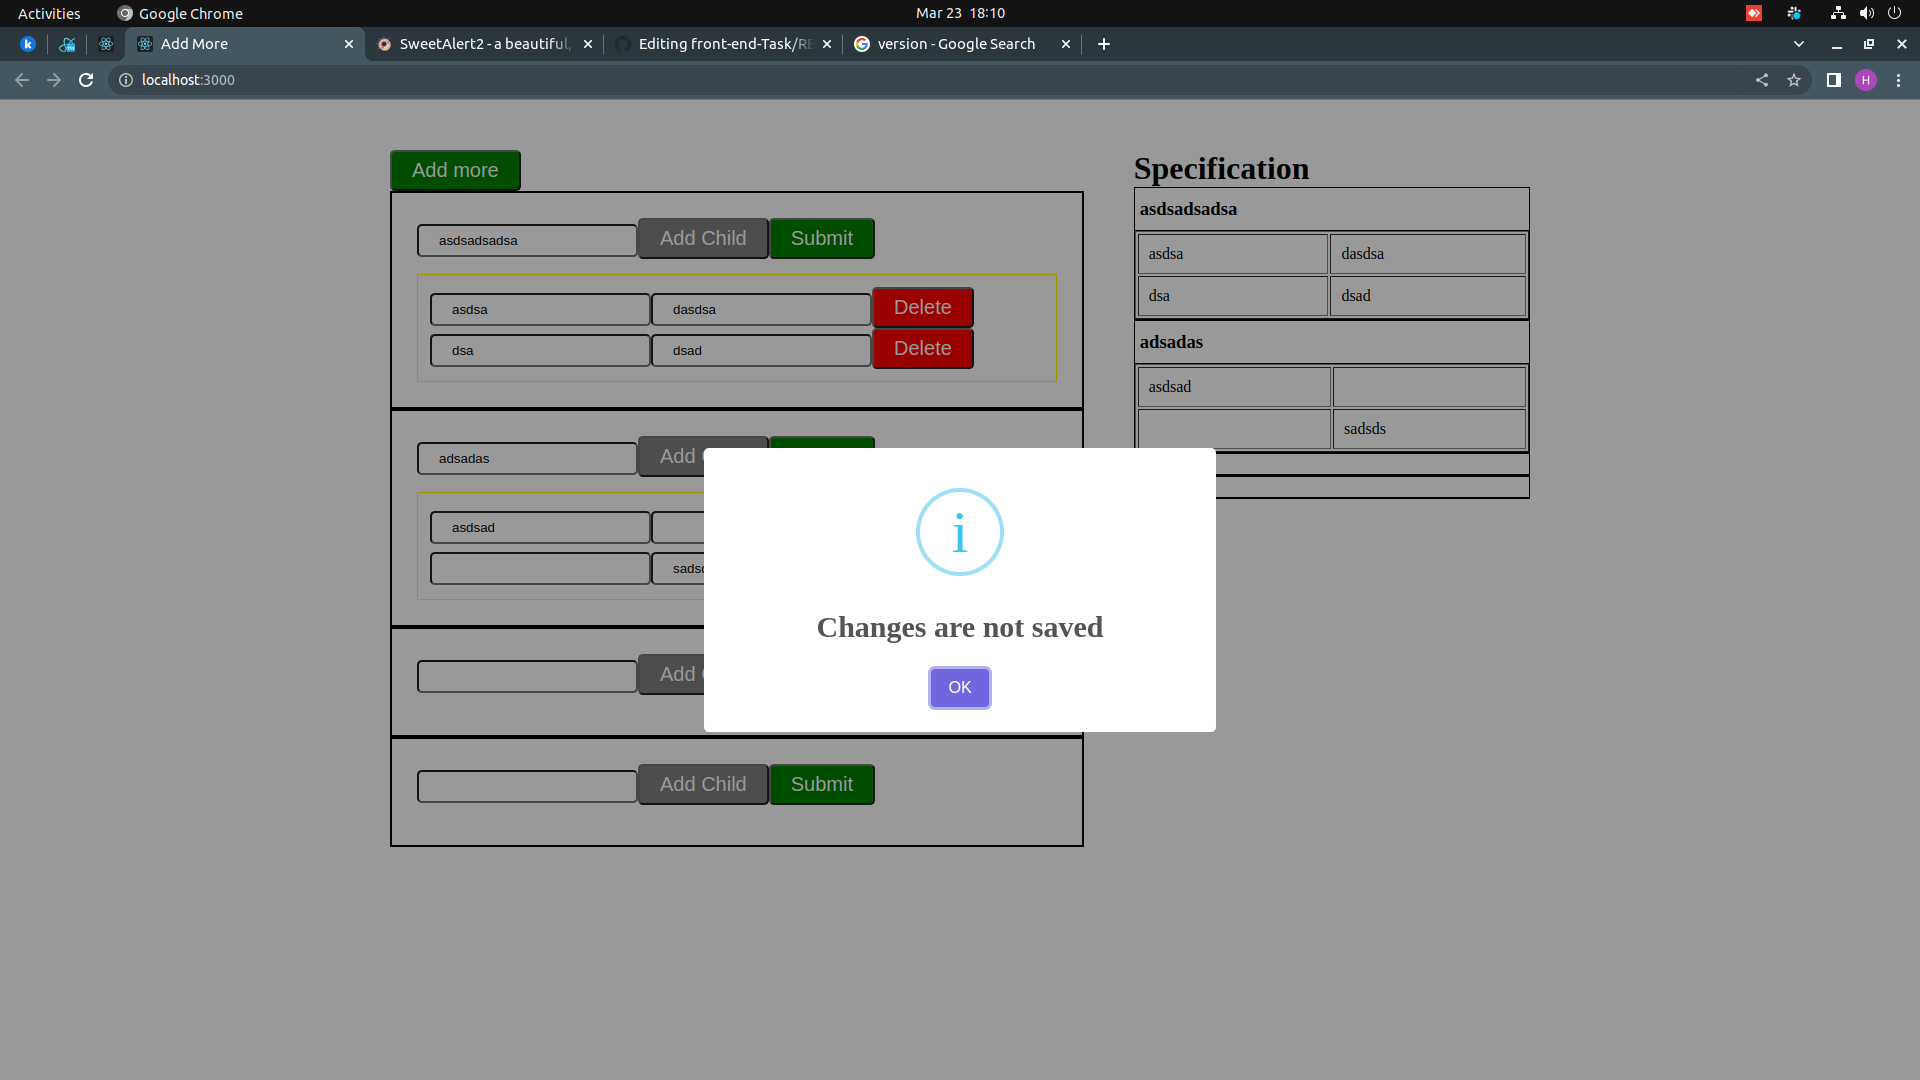 Activities
Google Chrome
Mar 23 18:10
k
Add More
SweetAlert2 - a beautiful,
Editing front-end-Task/RE
version - Google Search
localhost:3000
H
Add more
Specification
asdsadsadsa
Add Child
Submit
asdsadsadsa
asdsa
dasdsa
Delete
asdsa
dasdsa
dsa
dsad
Delete
dsa
dsad
adsadas
adsadas
Add
asdsad
asdsad
sadsds
i
Changes are not saved
OK
Add
Add Child
Submit